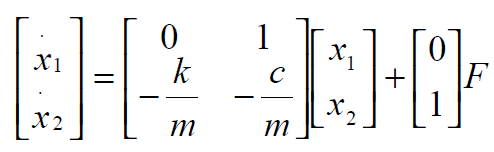 [ẋ₁ ẋ₂] = [0 1 −k/m −c/m] [x₁ x₂] + [0 1] F